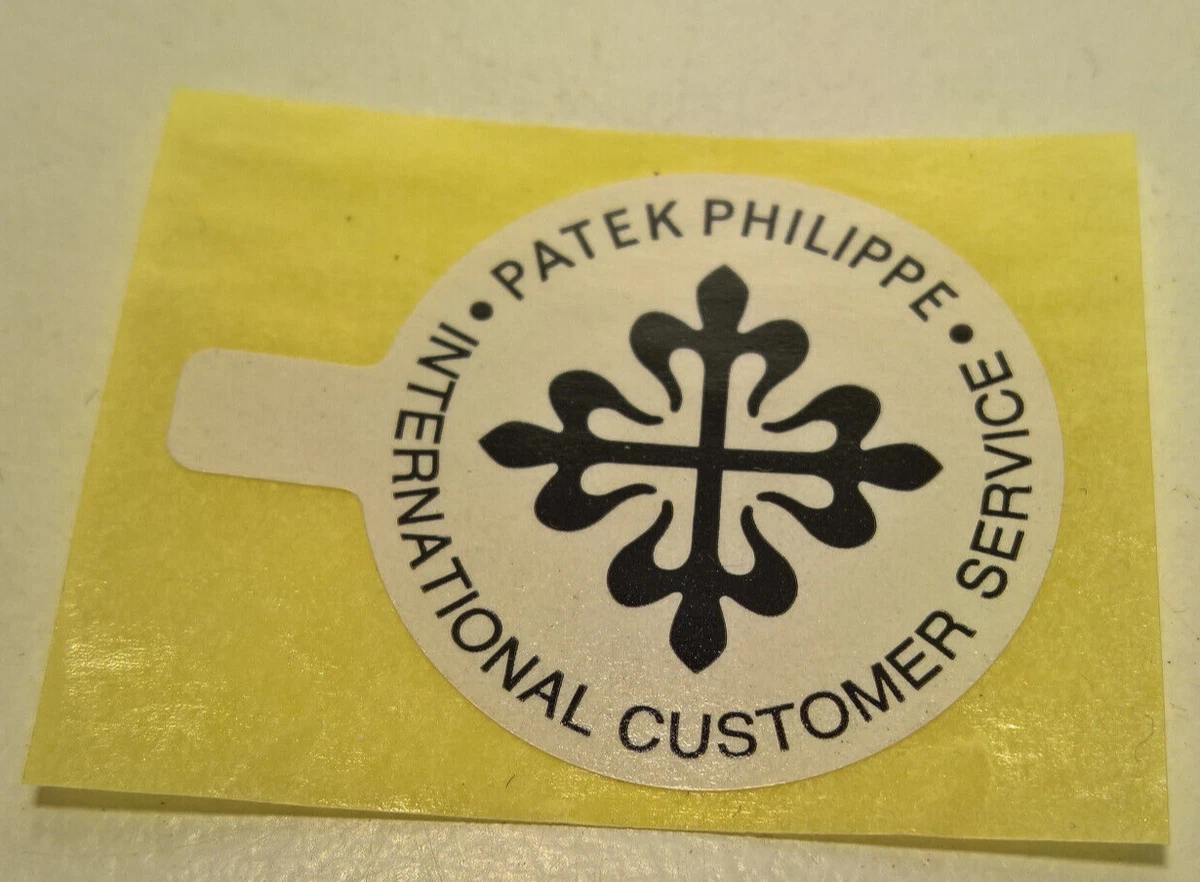 • PATEK PHILIPPE •
INTERNATIONAL CUSTOMER SERVICE